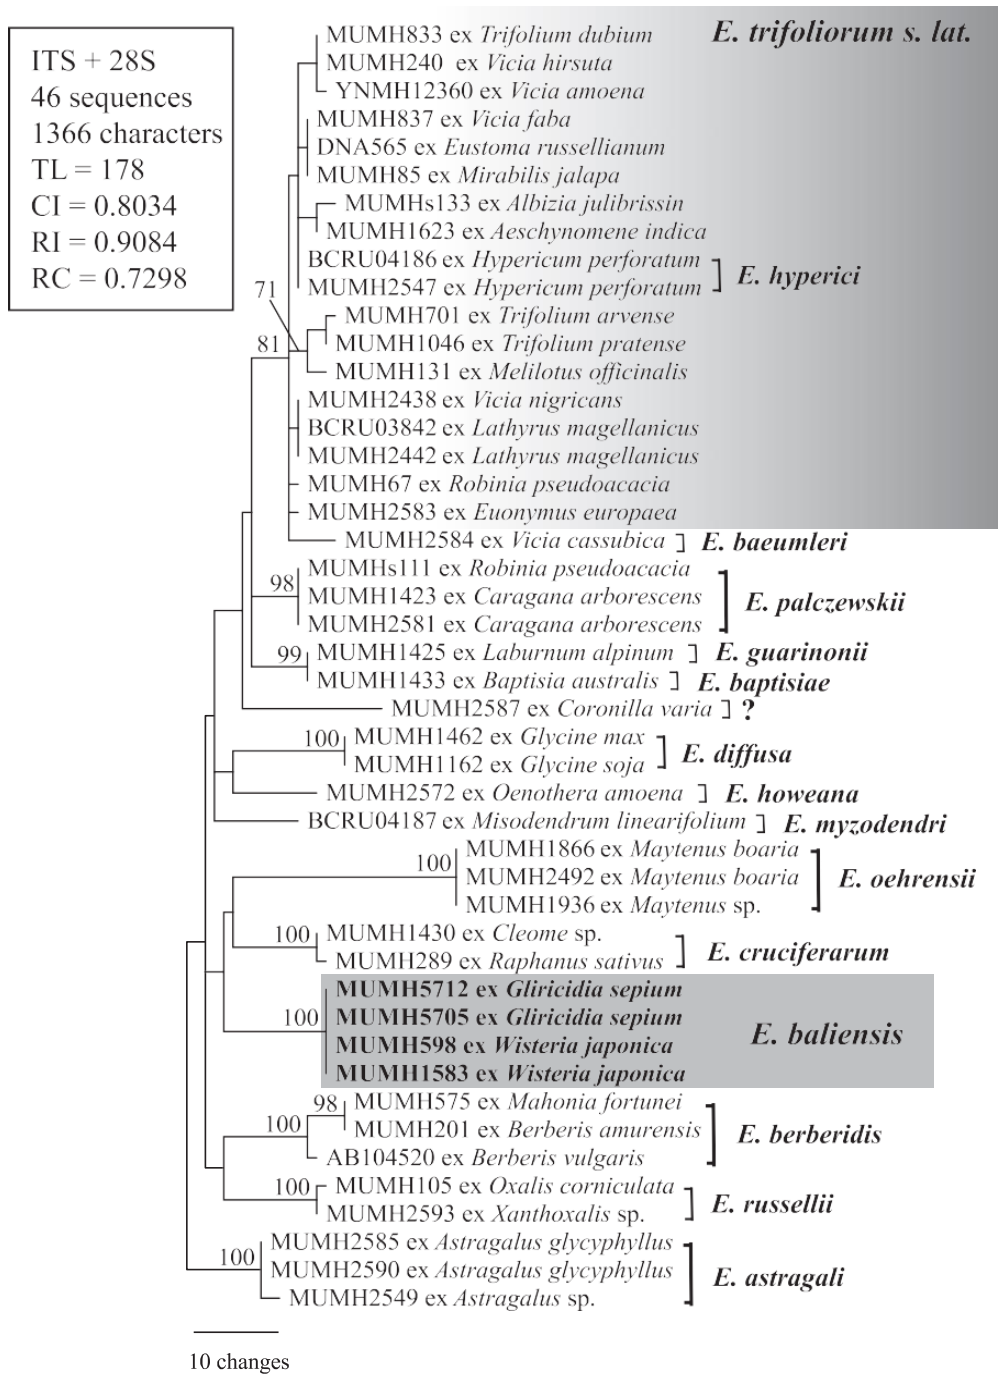 ITS + 28S
46 sequences
1366 characters
TL = 178
CI = 0.8034
RI = 0.9084
RC = 0.7298
E. trifoliorum s. lat.
MUMH833 ex Trifolium dubium
MUMH240 ex Vicia hirsuta
YNMH12360 ex Vicia amoena
MUMH837 ex Vicia faba
DNA565 ex Eustoma russellianum
MUMH85 ex Mirabilis jalapa
MUMHs133 ex Albizia julibrissin
MUMH1623 ex Aeschynomene indica
BCRU04186 ex Hypericum perforatum
E. hyperici
MUMH2547 ex Hypericum perforatum
71
MUMH701 ex Trifolium arvense
81
MUMH1046 ex Trifolium pratense
MUMH131 ex Melilotus officinalis
MUMH2438 ex Vicia nigricans
BCRU03842 ex Lathyrus magellanicus
MUMH2442 ex Lathyrus magellanicus
MUMH67 ex Robinia pseudoacacia
MUMH2583 ex Euonymus europaea
MUMH2584 ex Vicia cassubica E. baeumleri
MUMHs111 ex Robinia pseudoacacia
98
MUMH1423 ex Caragana arborescens E. palczewskii
MUMH2581 ex Caragana arborescens
99
MUMH1425 ex Laburnum alpinum E. guarinonii
MUMH1433 ex Baptisia australis E. baptisiae
MUMH2587 ex Coronilla varia ?
100
MUMH1462 ex Glycine max
E. diffusa
MUMH1162 ex Glycine soja
MUMH2572 ex Oenothera amoena E. howeana
BCRU04187 ex Misodendrum linearifolium E. myzodendri
MUMH1866 ex Maytenus boaria
100
MUMH2492 ex Maytenus boaria E. oehrensii
MUMH1936 ex Maytenus sp.
100
MUMH1430 ex Cleome sp.
E. cruciferarum
MUMH289 ex Raphanus sativus
MUMH5712 ex Gliricidia sepium
100
MUMH5705 ex Gliricidia sepium
E. baliensis
MUMH598 ex Wisteria japonica
MUMH1583 ex Wisteria japonica
98
MUMH575 ex Mahonia fortunei
100
MUMH201 ex Berberis amurensis E. berberidis
AB104520 ex Berberis vulgaris
100
MUMH105 ex Oxalis corniculata
E. russellii
MUMH2593 ex Xanthoxalis sp.
MUMH2585 ex Astragalus glycyphyllus
100
MUMH2590 ex Astragalus glycyphyllus E. astragali
MUMH2549 ex Astragalus sp.
10 changes